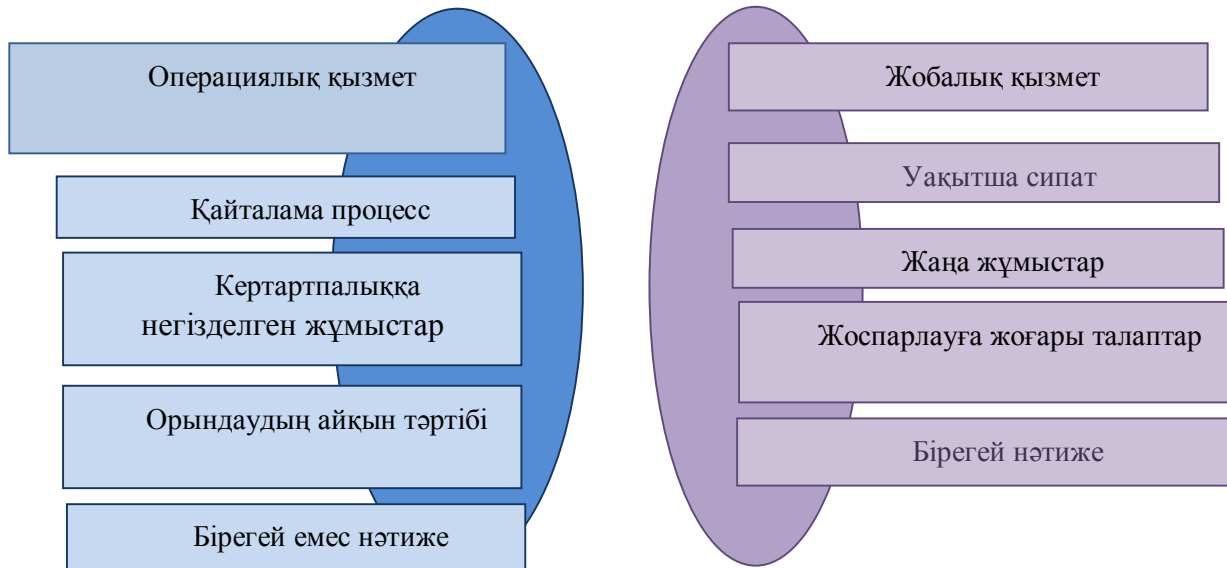 Операциялық қызмет
Қайталама процесс
Кертартпалыққа
негізделген жұмыстар
Орындаудың айқын тәртібі
Бірегей емес нәтиже
Жобалық қызмет
Уақытша сипат
Жаңа жұмыстар
Жоспарлауға жоғары талаптар
Бірегей нәтиже